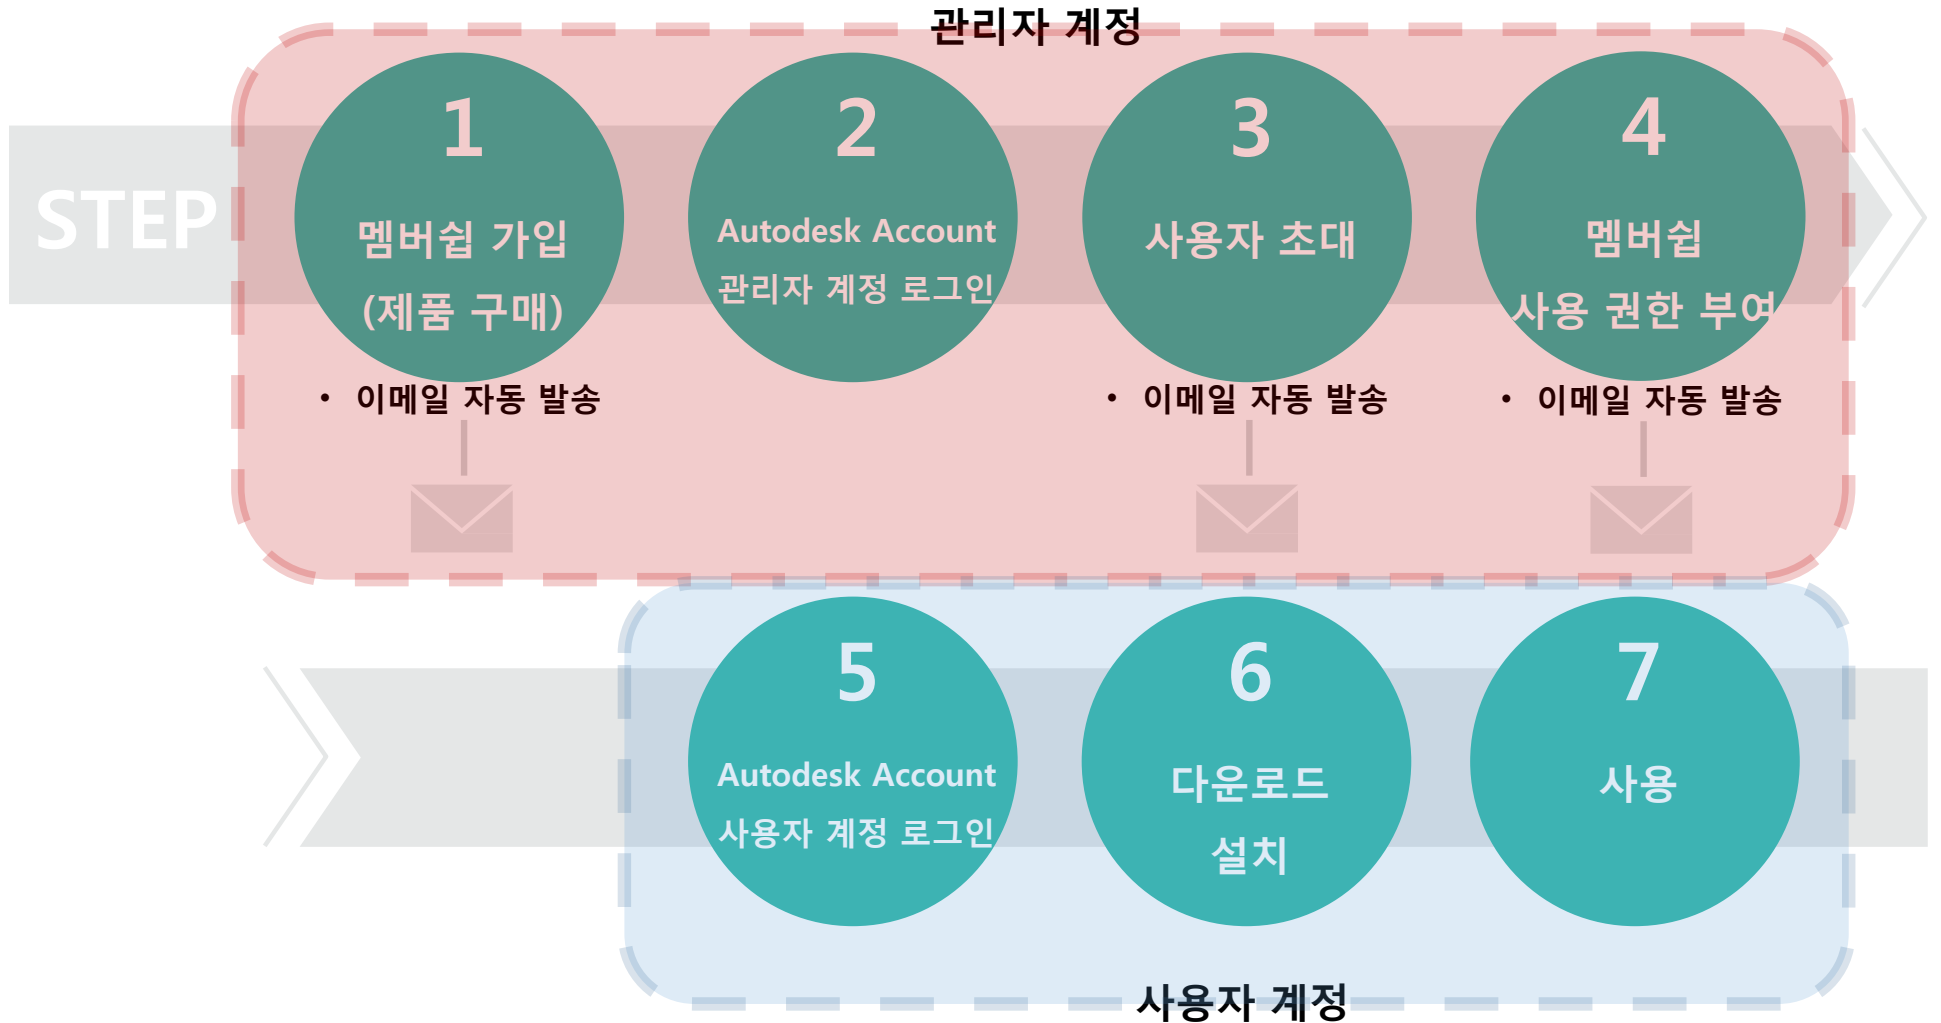 관리자 계정
STEP
1
멤버쉽 가입
(제품 구매)
• 이메일 자동 발송
2
Autodesk Account
관리자 계정 로그인
3
사용자 초대
• 이메일 자동 발송
4
멤버쉽
사용 권한 부여
• 이메일 자동 발송
5
Autodesk Account
사용자 계정 로그인
6
다운로드
설치
7
사용
사용자 계정